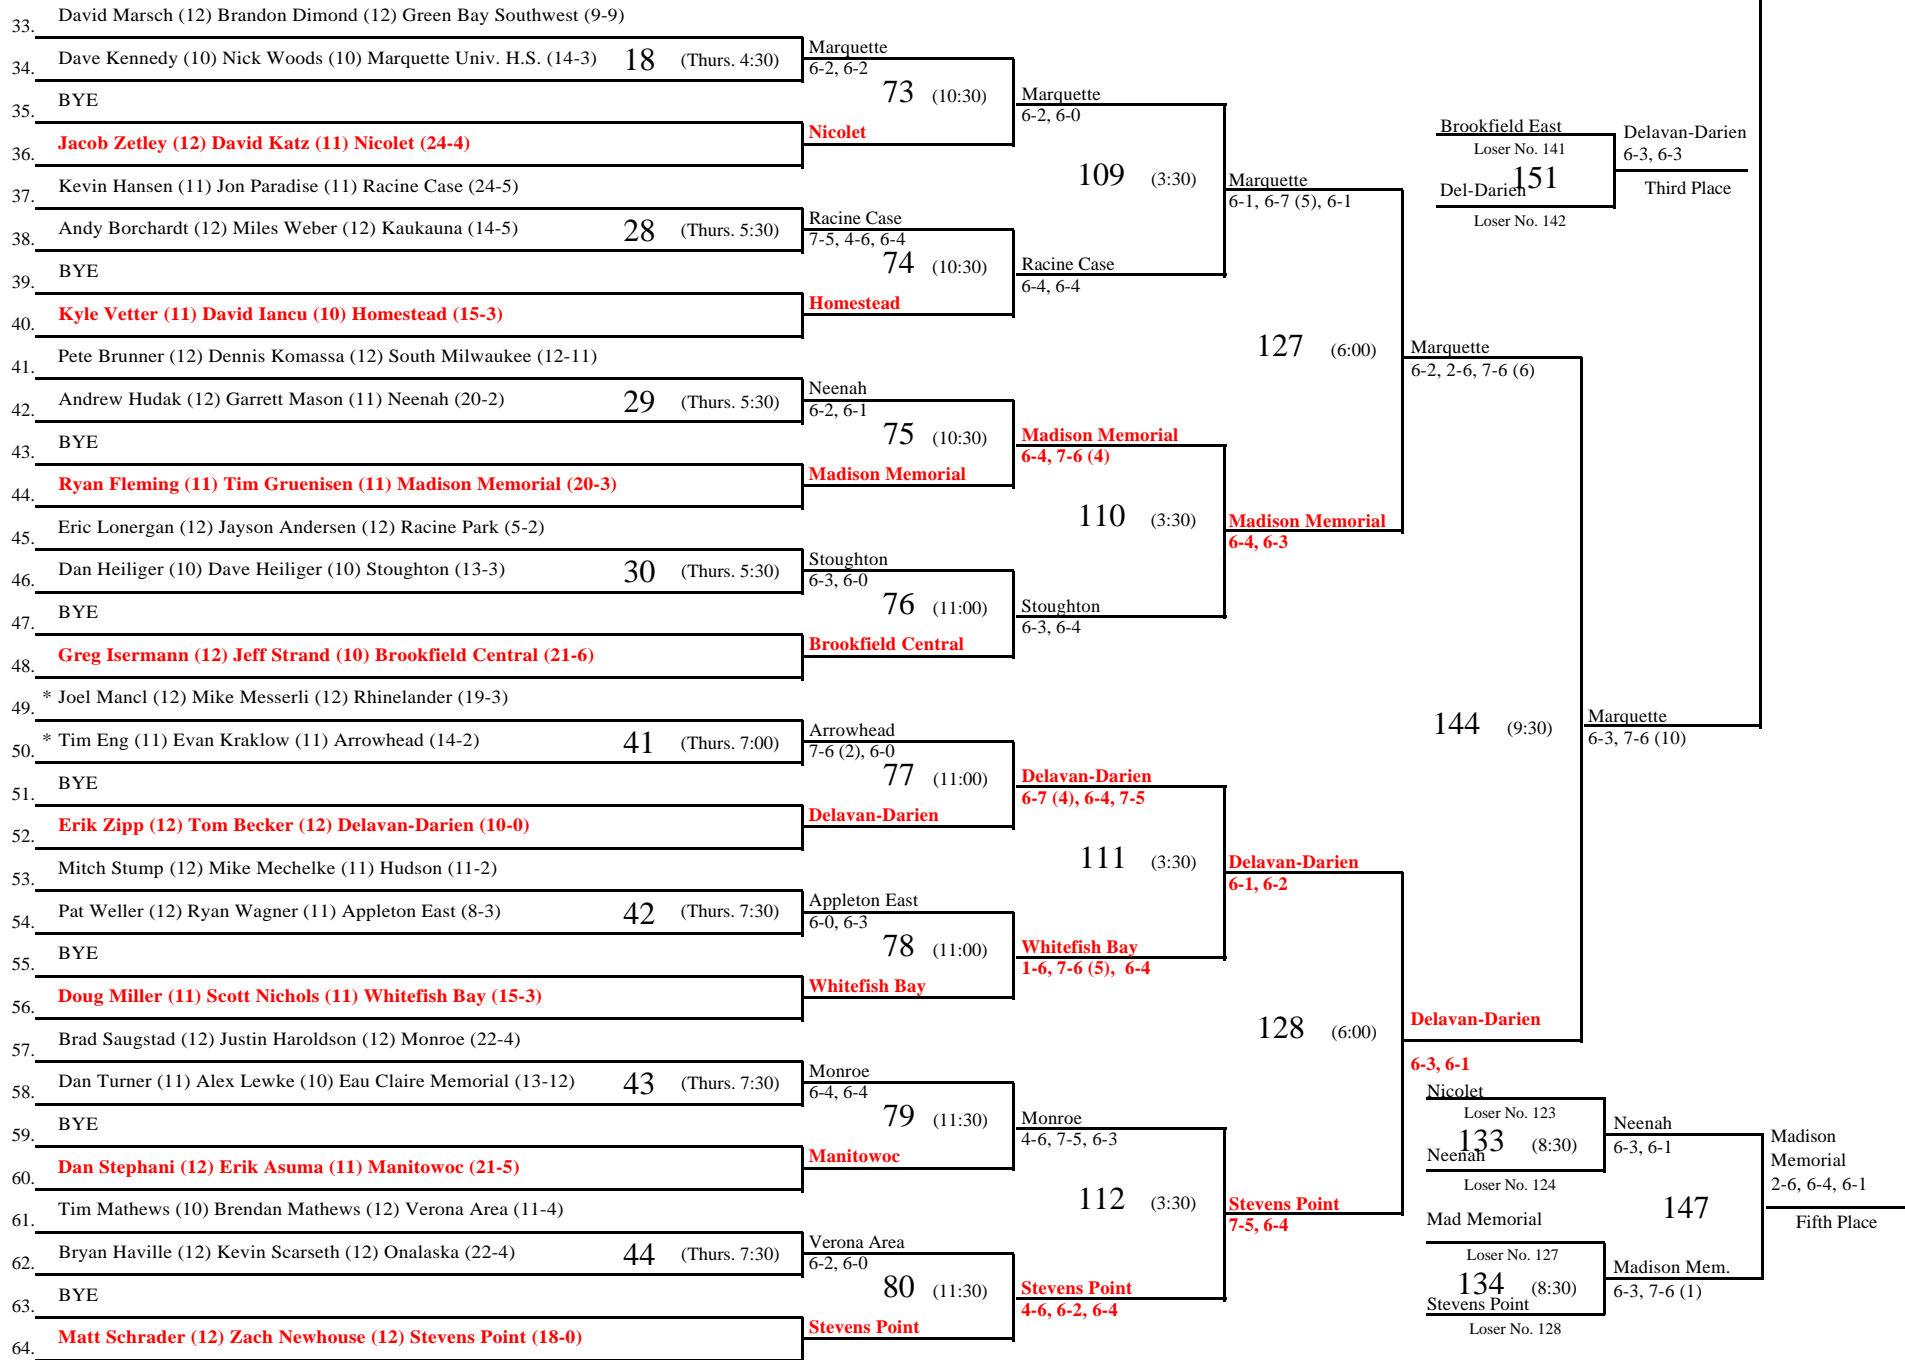 33. David Marsch (12) Brandon Dimond (12) Green Bay Southwest (9-9)
34. Dave Kennedy (10) Nick Woods (10) Marquette Univ. H.S. (14-3) 18 (Thurs. 4:30)
35. BYE
36. Jacob Zetley (12) David Katz (11) Nicolet (24-4)
37. Kevin Hansen (11) Jon Paradise (11) Racine Case (24-5)
38. Andy Borchardt (12) Miles Weber (12) Kaukauna (14-5) 28 (Thurs. 5:30)
39. BYE
40. Kyle Vetter (11) David Iancu (10) Homestead (15-3)
41. Pete Brunner (12) Dennis Komassa (12) South Milwaukee (12-11)
42. Andrew Hudak (12) Garrett Mason (11) Neenah (20-2) 29 (Thurs. 5:30)
43. BYE
44. Ryan Fleming (11) Tim Gruenisen (11) Madison Memorial (20-3)
45. Eric Lonergan (12) Jayson Andersen (12) Racine Park (5-2)
46. Dan Heiliger (10) Dave Heiliger (10) Stoughton (13-3) 30 (Thurs. 5:30)
47. BYE
48. Greg Isermann (12) Jeff Strand (10) Brookfield Central (21-6)
49. * Joel Mancl (12) Mike Messerli (12) Rhinelander (19-3)
50. * Tim Eng (11) Evan Kraklow (11) Arrowhead (14-2) 41 (Thurs. 7:00)
51. BYE
52. Erik Zipp (12) Tom Becker (12) Delavan-Darien (10-0)
53. Mitch Stump (12) Mike Mechelke (11) Hudson (11-2)
54. Pat Weller (12) Ryan Wagner (11) Appleton East (8-3) 42 (Thurs. 7:30)
55. BYE
56. Doug Miller (11) Scott Nichols (11) Whitefish Bay (15-3)
57. Brad Saugstad (12) Justin Haroldson (12) Monroe (22-4)
58. Dan Turner (11) Alex Lewke (10) Eau Claire Memorial (13-12) 43 (Thurs. 7:30)
59. BYE
60. Dan Stephani (12) Erik Asuma (11) Manitowoc (21-5)
61. Tim Mathews (10) Brendan Mathews (12) Verona Area (11-4)
62. Bryan Haville (12) Kevin Scarseth (12) Onalaska (22-4) 44 (Thurs. 7:30)
63. BYE
64. Matt Schrader (12) Zach Newhouse (12) Stevens Point (18-0)
Marquette
6-2, 6-2
73 (10:30)
Nicolet
Racine Case
7-5, 4-6, 6-4
74 (10:30)
Homestead
Neenah
6-2, 6-1
75 (10:30)
Madison Memorial
Stoughton
6-3, 6-0
76 (11:00)
Brookfield Central
Arrowhead
7-6 (2), 6-0
77 (11:00)
Delavan-Darien
Appleton East
6-0, 6-3
78 (11:00)
Whitefish Bay
Monroe
6-4, 6-4
79 (11:30)
Manitowoc
Verona Area
6-2, 6-0
80 (11:30)
Stevens Point
Marquette
6-2, 6-0
109 (3:30)
Racine Case
6-4, 6-4
Madison Memorial
6-4, 7-6 (4)
110 (3:30)
Stoughton
6-3, 6-4
Delavan-Darien
6-7 (4), 6-4, 7-5
111 (3:30)
Whitefish Bay
1-6, 7-6 (5), 6-4
Monroe
4-6, 7-5, 6-3
112 (3:30)
Stevens Point
4-6, 6-2, 6-4
Marquette
6-1, 6-7 (5), 6-1
127 (6:00)
Madison Memorial
6-4, 6-3
Delavan-Darien
6-1, 6-2
128 (6:00)
Stevens Point
7-5, 6-4
Marquette
6-2, 2-6, 7-6 (6)
144 (9:30)
Delavan-Darien
6-3, 6-1
Marquette
6-3, 7-6 (10)
Brookfield East
Loser No. 141
151
Del-Darien
Loser No. 142
Delavan-Darien
6-3, 6-3
Third Place
Nicolet
Loser No. 123
133 (8:30)
Neenah
Loser No. 124
Mad Memorial
Loser No. 127
134 (8:30)
Stevens Point
Loser No. 128
Neenah
6-3, 6-1
147
Madison Mem.
6-3, 7-6 (1)
Madison
Memorial
2-6, 6-4, 6-1
Fifth Place